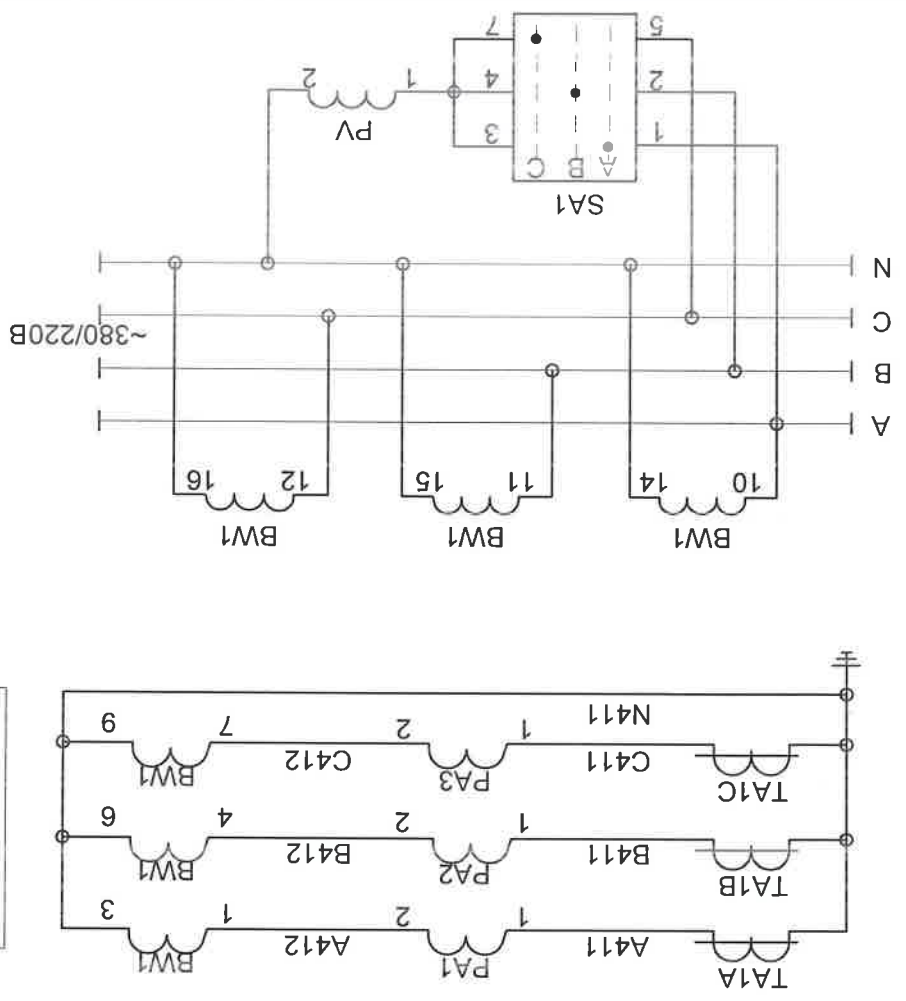 TA1A PA1 BW1
A411 A412
1 2 1 3
TA1B PA2 BW1
B411 B412
1 2 4 6
TA1C PA3 BW1
C411 C412
1 2 7 9
N411
BW1 BW1 BW1
10 14 11 15 12 16
A
B
~380/220В
C
N
SA1
A B C
1 3
PV
2 4 1 2
5 7